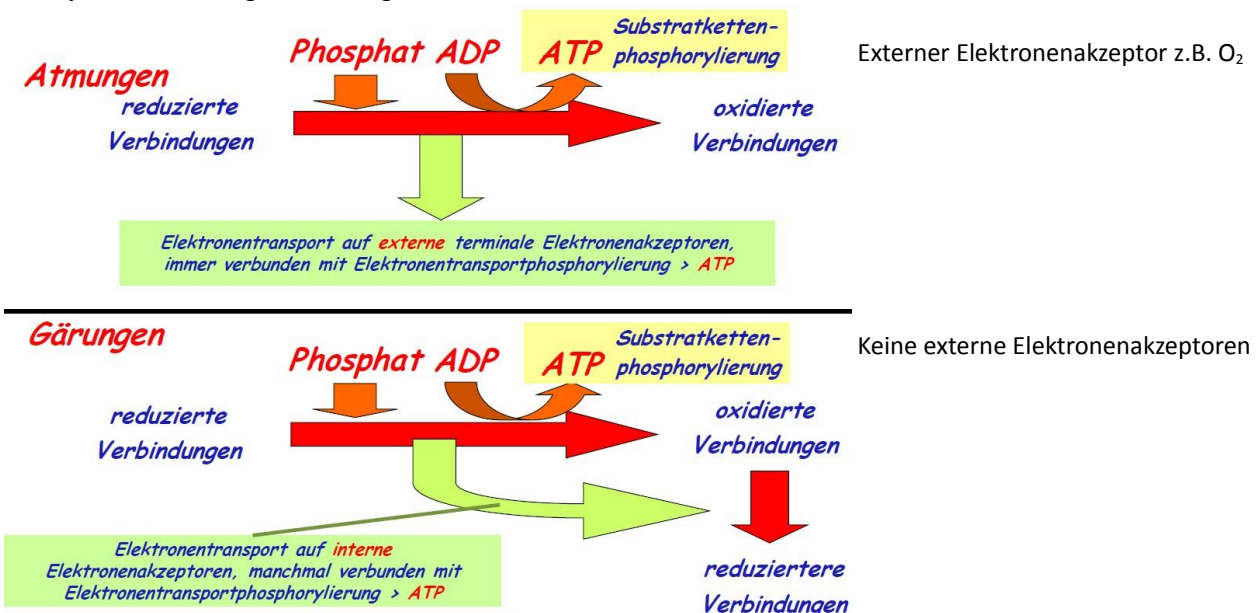 Substratketten-
Phosphat ADP ATP phosphorylierung
Externer Elektronenakzeptor z.B. O₂
Atmungen
reduzierte
Verbindungen
oxidierte
Verbindungen
Elektronentransport auf externe terminale Elektronenakzeptoren,
immer verbunden mit Elektronentransportphosphorylierung > ATP
Gärungen
Substratketten-
Phosphat ADP ATP phosphorylierung
Keine externe Elektronenakzeptoren
reduzierte
Verbindungen
oxidierte
Verbindungen
Elektronentransport auf interne
Elektronenakzeptoren, manchmal verbunden mit
Elektronentransportphosphorylierung > ATP
reduziertere
Verbindungen